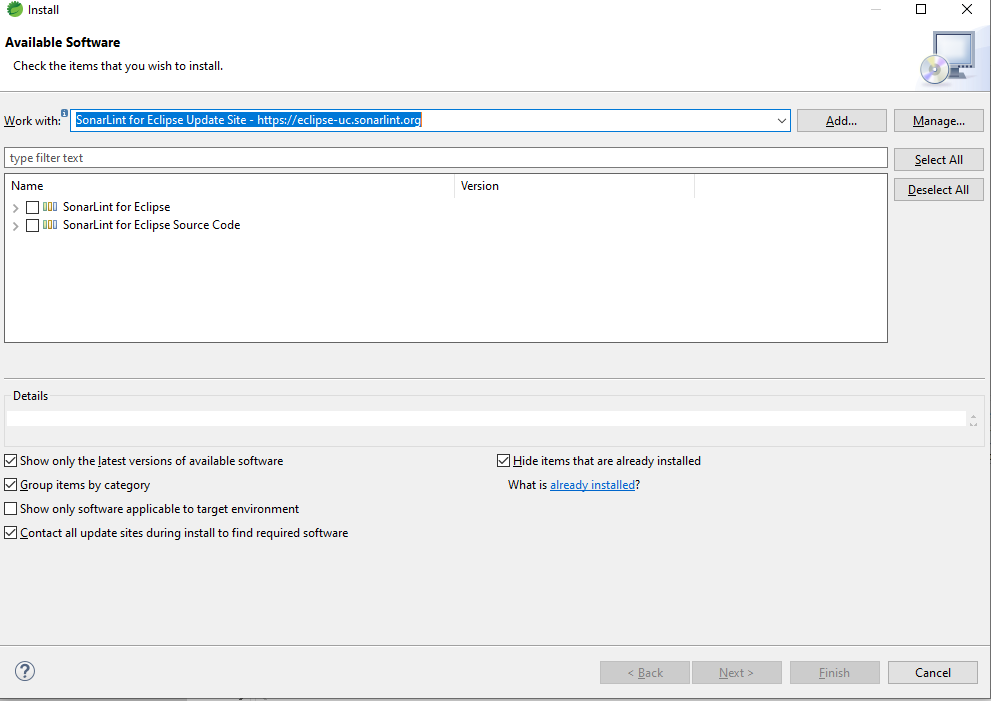 Install
Available Software
Check the items that you wish to install.
Work with: SonarLint for Eclipse Update Site - https://eclipse-uc.sonarlint.org Add... Manage...
type filter text Select All
Name Version Deselect All
SonarLint for Eclipse
SonarLint for Eclipse Source Code
Details
Show only the latest versions of available software Hide items that are already installed
Group items by category What is already installed?
Show only software applicable to target environment
Contact all update sites during install to find required software
? < Back Next > Finish Cancel